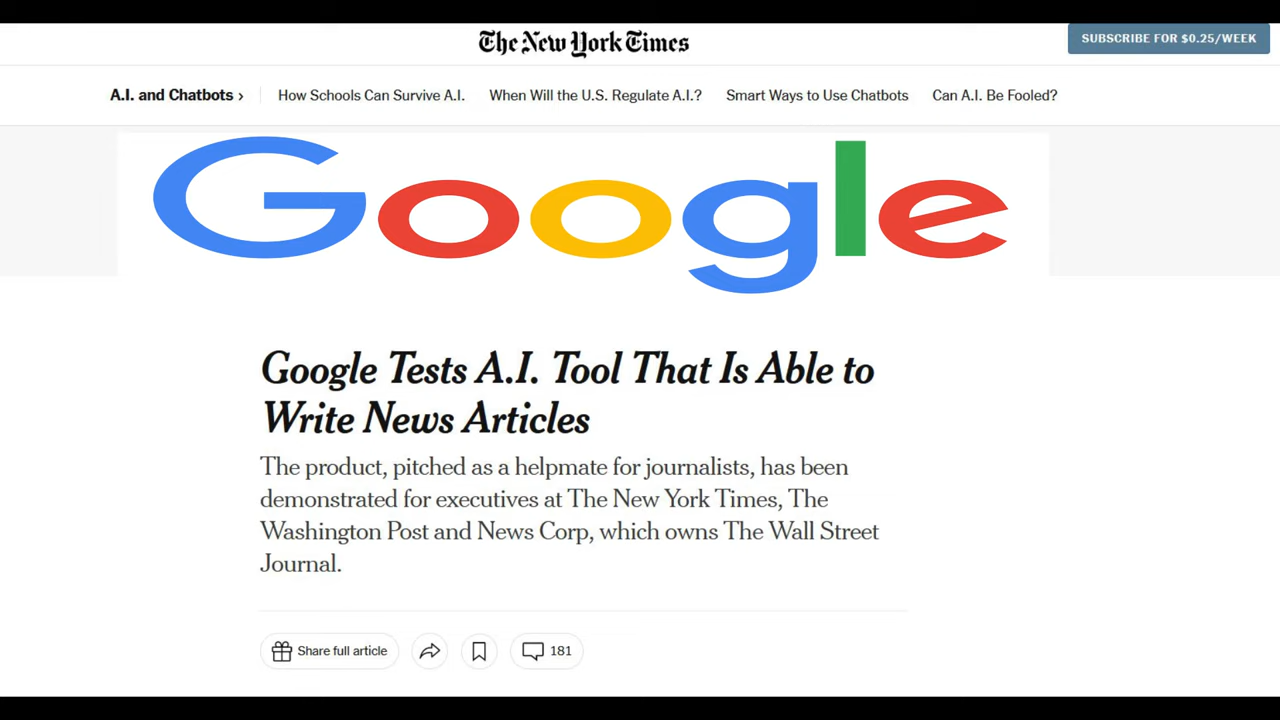 The New York Times
SUBSCRIBE FOR $0.25/WEEK
A.I. and Chatbots ›
How Schools Can Survive A.I.
When Will the U.S. Regulate A.I.?
Smart Ways to Use Chatbots
Can A.I. Be Fooled?
Google
Google Tests A.I. Tool That Is Able to
Write News Articles
The product, pitched as a helpmate for journalists, has been
demonstrated for executives at The New York Times, The
Washington Post and News Corp, which owns The Wall Street
Journal.
Share full article
181